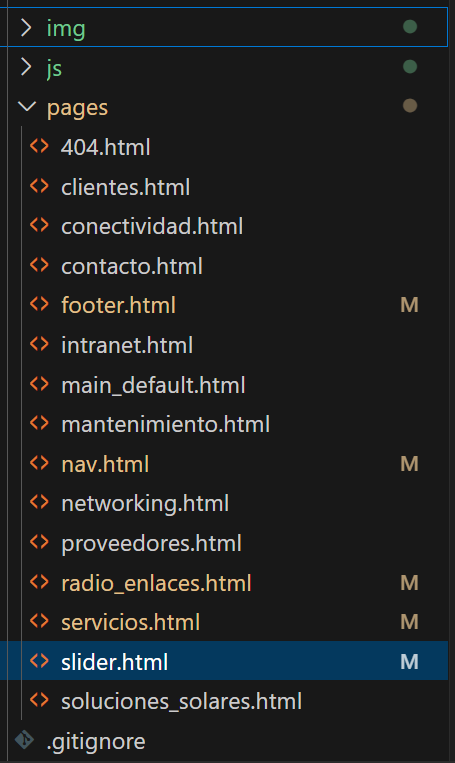 img
js
pages
404.html
clientes.html
conectividad.html
contacto.html
footer.html M
intranet.html
main_default.html
mantenimiento.html
nav.html M
networking.html
proveedores.html
radio_enlaces.html M
servicios.html M
slider.html M
soluciones_solares.html
.gitignore